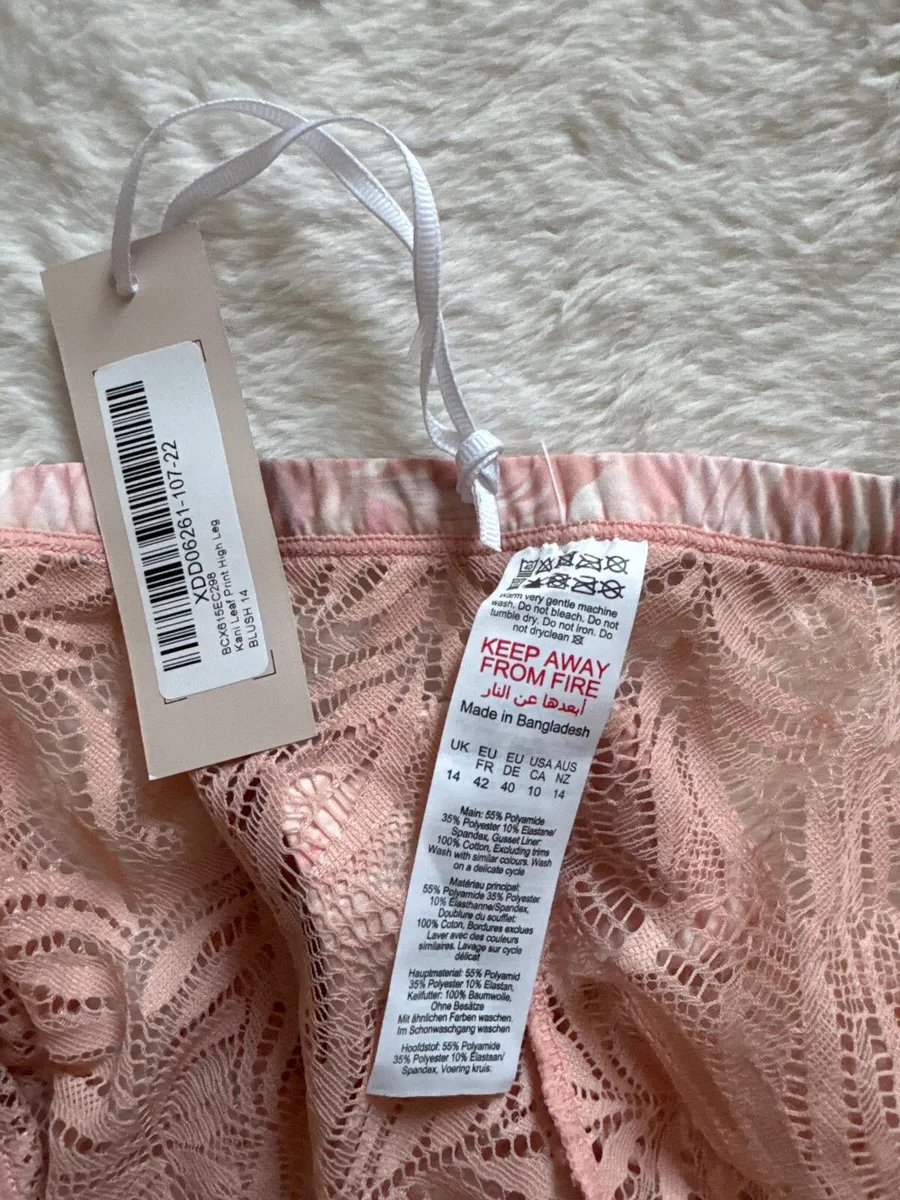 XDD06261-107-22
BCX615EC298
Kani Leaf Print High Leg
BLUSH 14
Warm very gentle machine
wash. Do not bleach. Do not
tumble dry. Do not iron. Do
not dryclean
KEEP AWAY
FROM FIRE
أبعدها عن النار
Made in Bangladesh
UK EU EU USA AUS
FR DE CA NZ
14 42 40 10 14
Main: 55% Polyamide
35% Polyester 10% Elastane/
Spandex, Gusset Liner:
100% Cotton, Excluding trims
Wash with similar colours. Wash
on a delicate cycle
Matériau principal:
55% Polyamide 35% Polyester
10% Elasthanne/Spandex,
Doublure du soufflet:
100% Coton, Bordures exclues
Laver avec des couleurs
similaires. Lavage sur cycle
délicat
Hauptmaterial: 55% Polyamid
35% Polyester 10% Elastan,
Keilfutter: 100% Baumwolle,
Ohne Besätze
Mit ähnlichen Farben waschen.
Im Schonwaschgang waschen
Hoofdstof: 55% Polyamide
35% Polyester 10% Elastaan/
Spandex, Voering kruis: